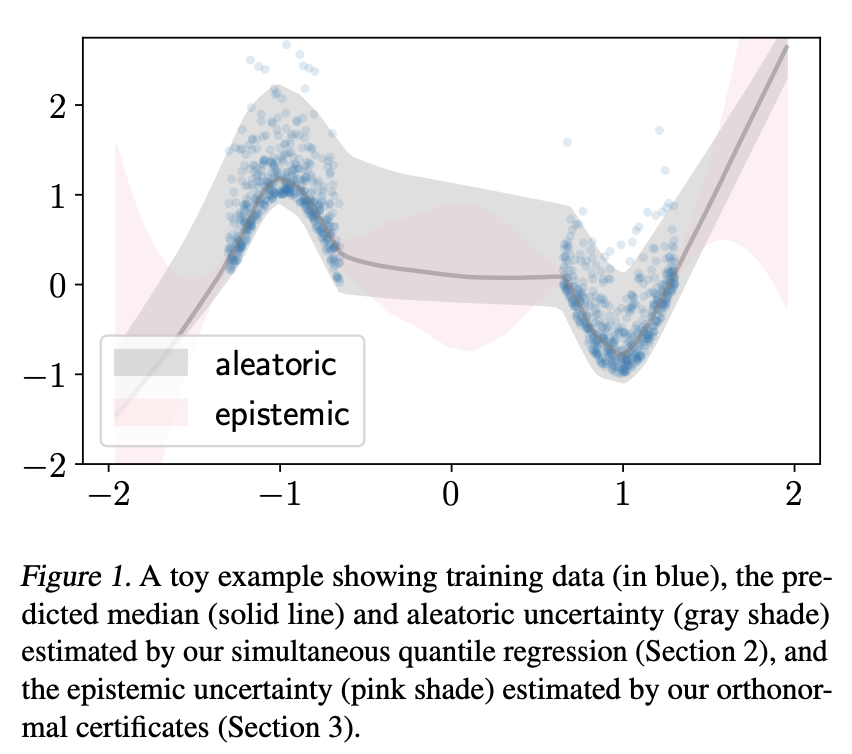 2
1
0
−1
−2
aleatoric
epistemic
−2 −1 0 1 2
Figure 1. A toy example showing training data (in blue), the pre-
dicted median (solid line) and aleatoric uncertainty (gray shade)
estimated by our simultaneous quantile regression (Section 2), and
the epistemic uncertainty (pink shade) estimated by our orthonor-
mal certificates (Section 3).